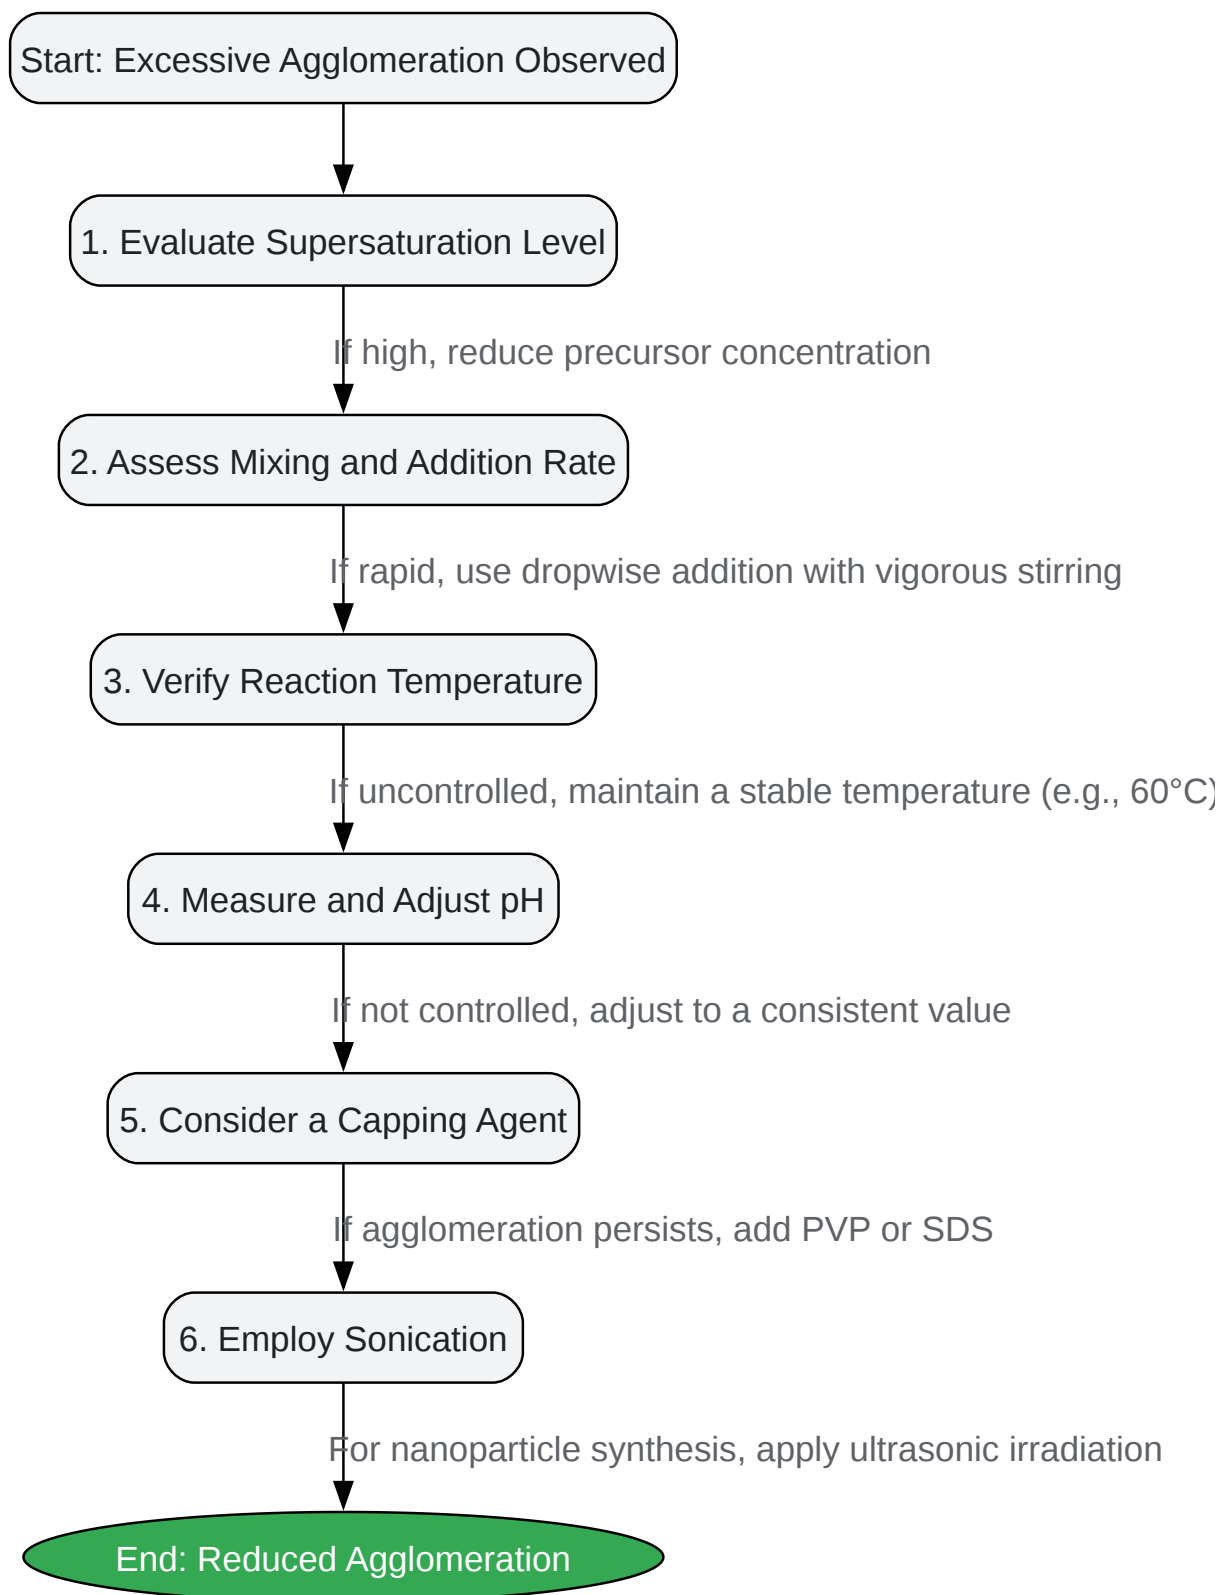 Start: Excessive Agglomeration Observed
1. Evaluate Supersaturation Level
If high, reduce precursor concentration
2. Assess Mixing and Addition Rate
If rapid, use dropwise addition with vigorous stirring
3. Verify Reaction Temperature
If uncontrolled, maintain a stable temperature (e.g., 60°C)
4. Measure and Adjust pH
If not controlled, adjust to a consistent value
5. Consider a Capping Agent
If agglomeration persists, add PVP or SDS
6. Employ Sonication
For nanoparticle synthesis, apply ultrasonic irradiation
End: Reduced Agglomeration